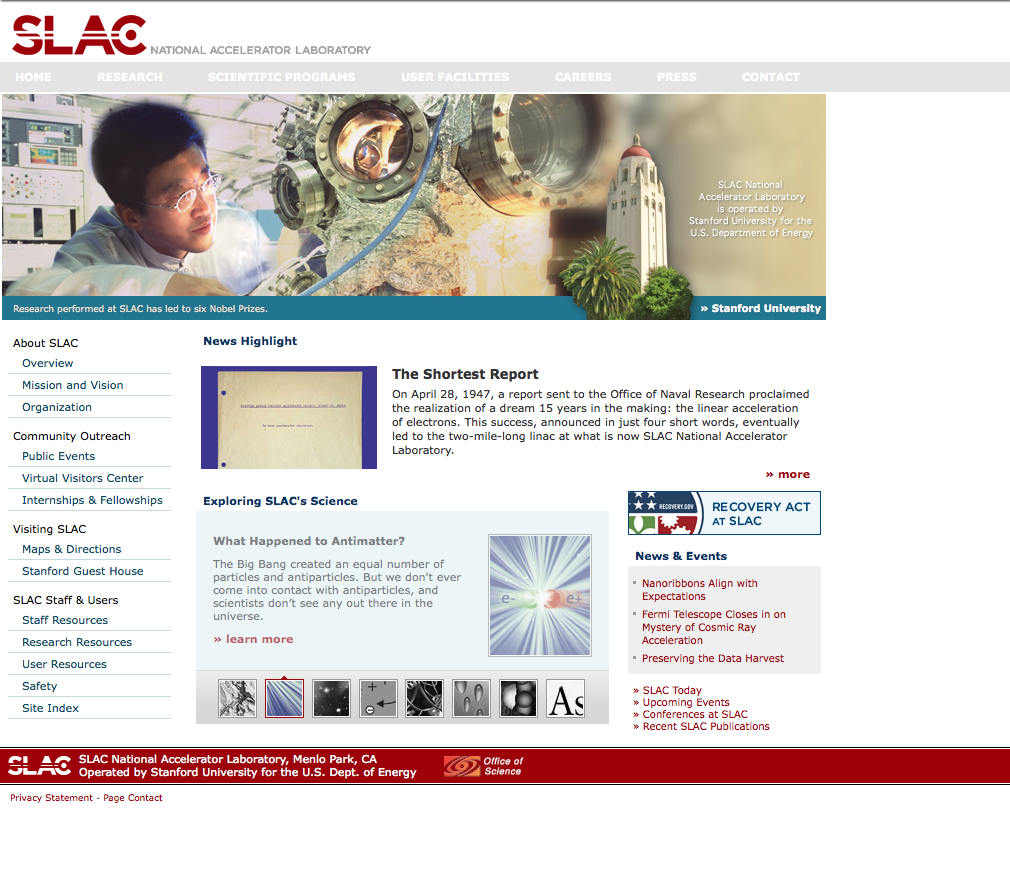 SLAC NATIONAL ACCELERATOR LABORATORY
HOME RESEARCH SCIENTIFIC PROGRAMS USER FACILITIES CAREERS PRESS CONTACT
SLAC National
Accelerator Laboratory
is operated by
Stanford University for the
U.S. Department of Energy
Research performed at SLAC has led to six Nobel Prizes.
» Stanford University
About SLAC
Overview
Mission and Vision
Organization
Community Outreach
Public Events
Virtual Visitors Center
Internships & Fellowships
Visiting SLAC
Maps & Directions
Stanford Guest House
SLAC Staff & Users
Staff Resources
Research Resources
User Resources
Safety
Site Index
News Highlight
The Shortest Report
On April 28, 1947, a report sent to the Office of Naval Research proclaimed
the realization of a dream 15 years in the making: the linear acceleration
of electrons. This success, announced in just four short words, eventually
led to the two-mile-long linac at what is now SLAC National Accelerator
Laboratory.
» more
Exploring SLAC's Science
What Happened to Antimatter?
The Big Bang created an equal number of
particles and antiparticles. But we don't ever
come into contact with antiparticles, and
scientists don’t see any out there in the
universe.
» learn more
e- e+
As
RECOVERY.GOV
RECOVERY ACT
AT SLAC
News & Events
Nanoribbons Align with
Expectations
Fermi Telescope Closes in on
Mystery of Cosmic Ray
Acceleration
Preserving the Data Harvest
» SLAC Today
» Upcoming Events
» Conferences at SLAC
» Recent SLAC Publications
SLAC
SLAC National Accelerator Laboratory, Menlo Park, CA
Operated by Stanford University for the U.S. Dept. of Energy
Office of
Science
Privacy Statement - Page Contact